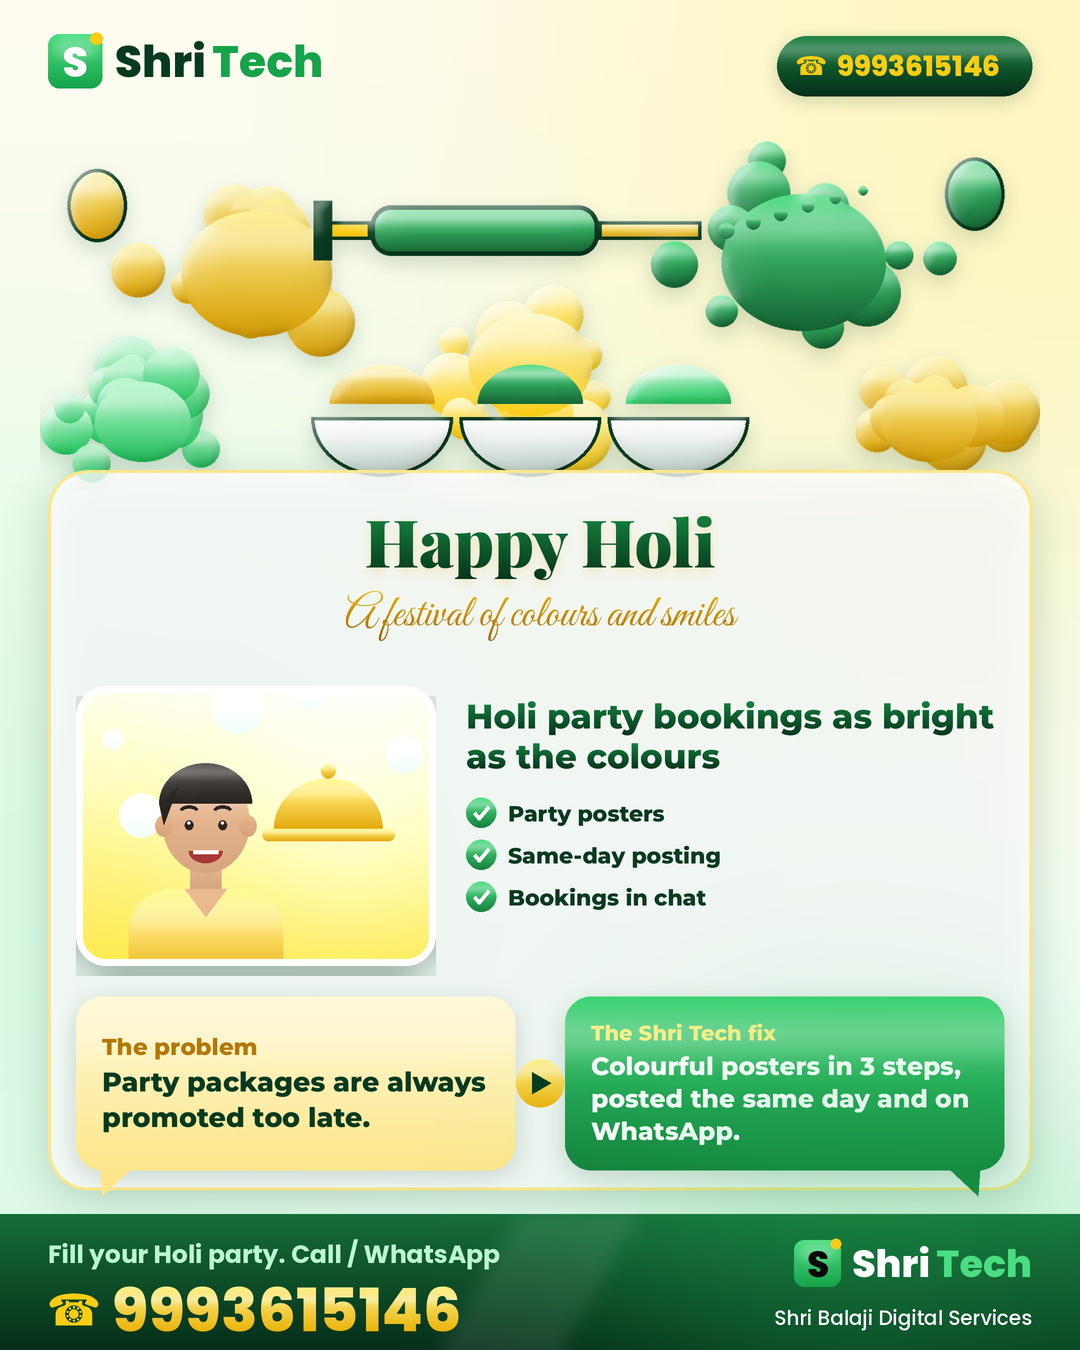 S Shri Tech
☎ 9993615146
Happy Holi
A festival of colours and smiles
Holi party bookings as bright
as the colours
Party posters
Same-day posting
Bookings in chat
The problem
Party packages are always
promoted too late.
The Shri Tech fix
Colourful posters in 3 steps,
posted the same day and on
WhatsApp.
Fill your Holi party. Call / WhatsApp
☎ 9993615146
S Shri Tech
Shri Balaji Digital Services